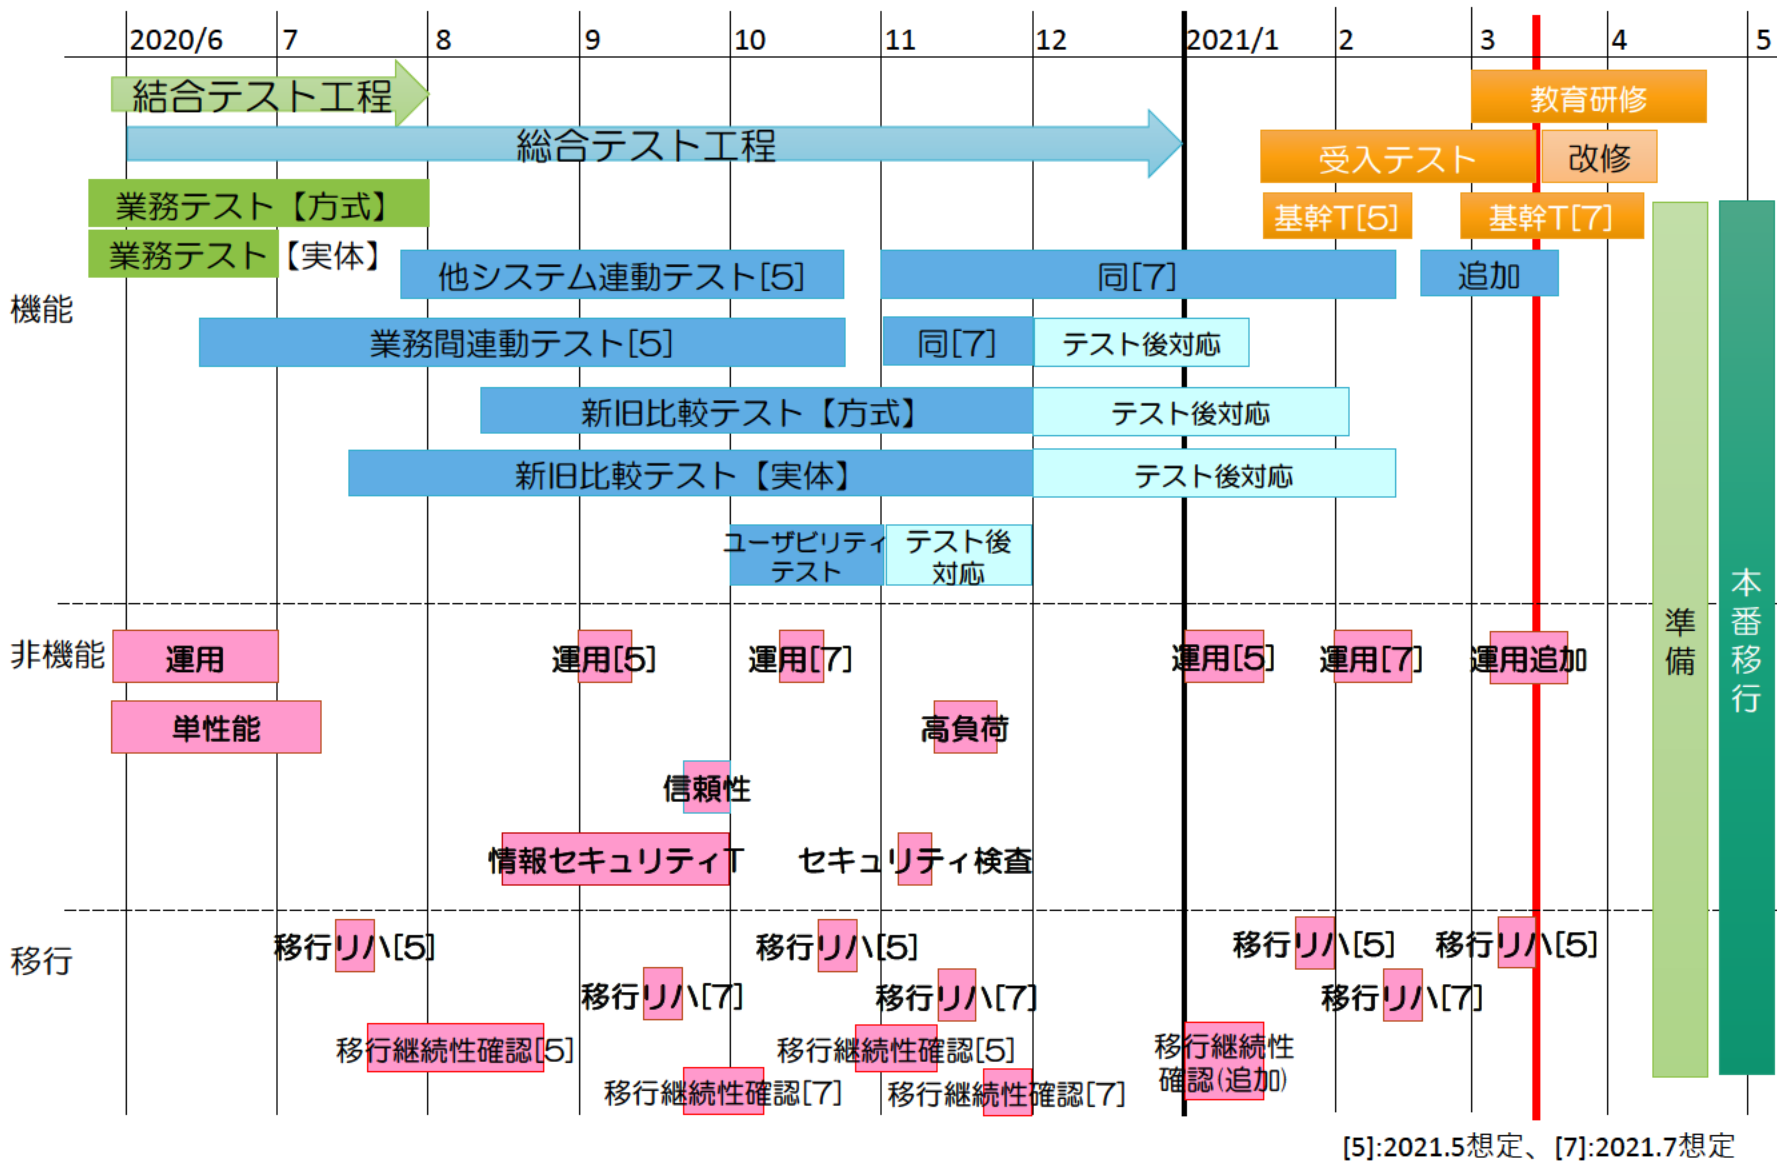 2020/6 7 8 9 10 11 12 2021/1 2 3 4 5
結合テスト工程
教育研修
総合テスト工程
受入テスト 改修
業務テスト【方式】
基幹T[5] 基幹T[7]
業務テスト【実体】
他システム連動テスト[5] 同[7] 追加
機能
業務間連動テスト[5] 同[7] テスト後対応
新旧比較テスト【方式】 テスト後対応
新旧比較テスト【実体】 テスト後対応
ユーザビリティ
テスト
テスト後
対応
準備
本番移行
非機能
運用 運用[5] 運用[7] 運用[5] 運用[7] 運用追加
単性能 高負荷
信頼性
情報セキュリティT セキュリティ検査
移行
移行リハ[5] 移行リハ[5] 移行リハ[5] 移行リハ[5]
移行リハ[7] 移行リハ[7] 移行リハ[7]
移行継続性確認[5] 移行継続性確認[5]
移行継続性
確認(追加)
移行継続性確認[7] 移行継続性確認[7]
[5]:2021.5想定、[7]:2021.7想定